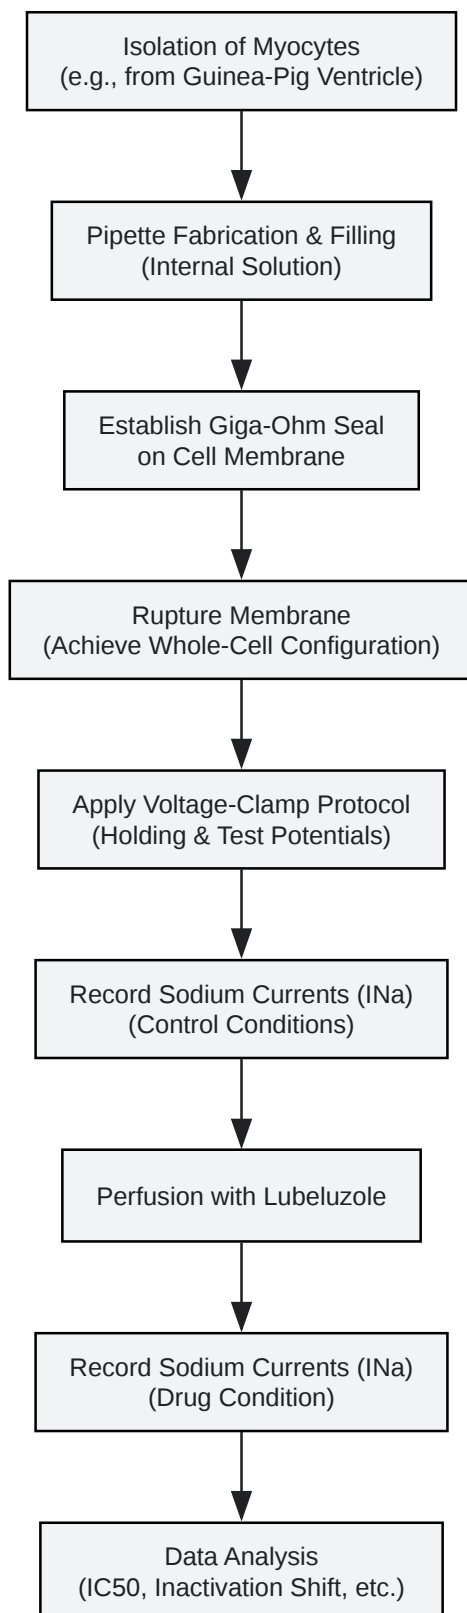 Isolation of Myocytes
(e.g., from Guinea-Pig Ventricle)
Pipette Fabrication & Filling
(Internal Solution)
Establish Giga-Ohm Seal
on Cell Membrane
Rupture Membrane
(Achieve Whole-Cell Configuration)
Apply Voltage-Clamp Protocol
(Holding & Test Potentials)
Record Sodium Currents (INa)
(Control Conditions)
Perfusion with Lubeluzole
Record Sodium Currents (INa)
(Drug Condition)
Data Analysis
(IC50, Inactivation Shift, etc.)